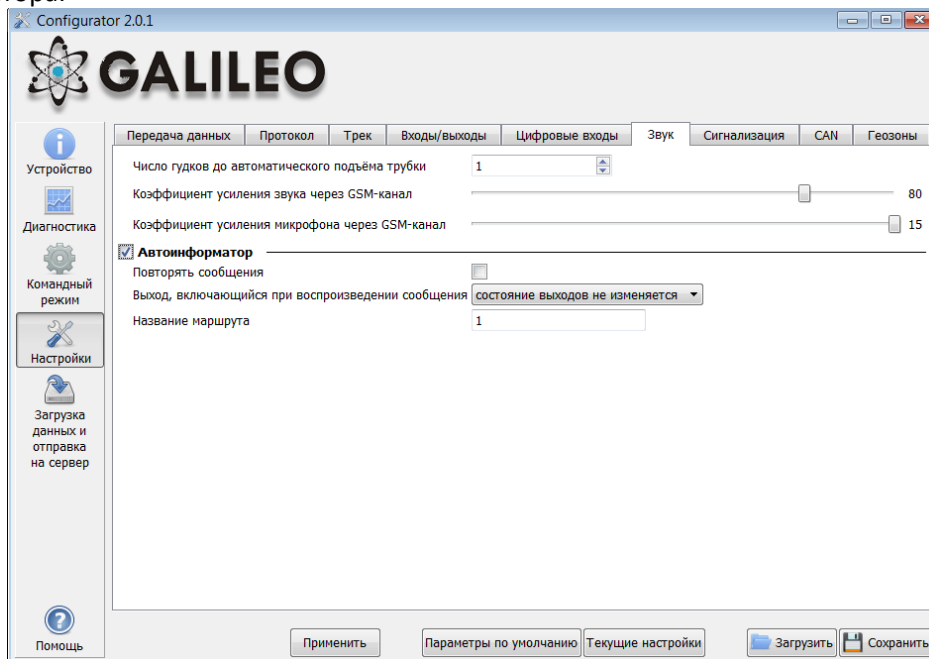 тора.
Configurator 2.0.1
GALILEO
Передача данных Протокол Трек Входы/выходы Цифровые входы Звук Сигнализация CAN Геозоны
Устройство
Диагностика
Командный
режим
Настройки
Загрузка
данных и
отправка
на сервер
Помощь
Число гудков до автоматического подъёма трубки 1
Коэффициент усиления звука через GSM-канал 80
Коэффициент усиления микрофона через GSM-канал 15
Автоинформатор
Повторять сообщения
Выход, включающийся при воспроизведении сообщения состояние выходов не изменяется
Название маршрута 1
Применить Параметры по умолчанию Текущие настройки Загрузить Сохранить